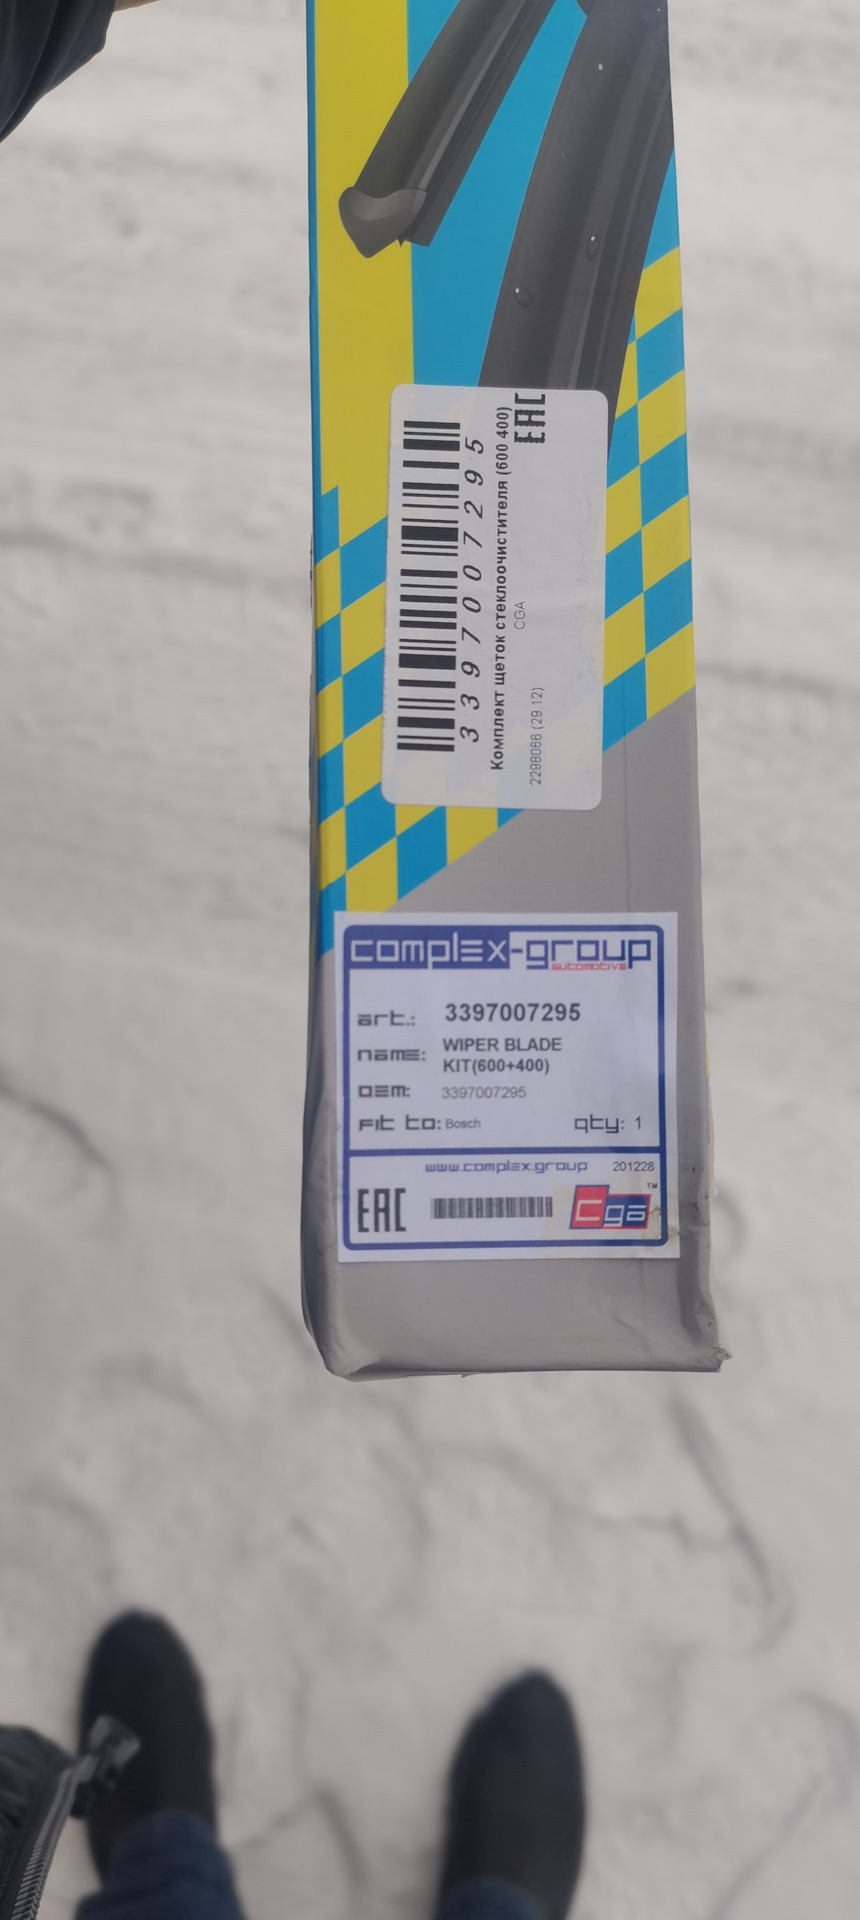 3397007295
Комплект щеток стеклоочистителя (600 400)
CGA
2298066 (29.12)
EAC
complex-group
automotive
art.: 3397007295
name: WIPER BLADE
KIT(600+400)
OEM: 3397007295
Fit to: Bosch qty: 1
www.complex.group 201228
EAC
cga™